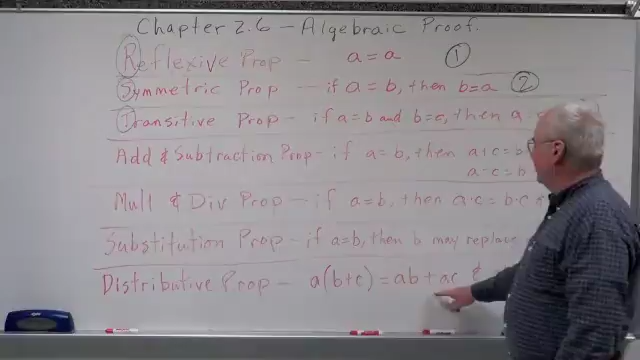 Chapter 2.6 - Algebraic Proof.
Reflexive Prop - a = a ①
Symmetric Prop - if a = b, then b = a ②
Transitive Prop - if a = b and b = c, then a
Add & Subtraction Prop - if a = b, then a + c = b
a - c = b
Mull & Div Prop - if a = b, then a · c = b · c &
Substitution Prop - if a = b, then b may replace
Distributive Prop - a(b + c) = ab + ac &